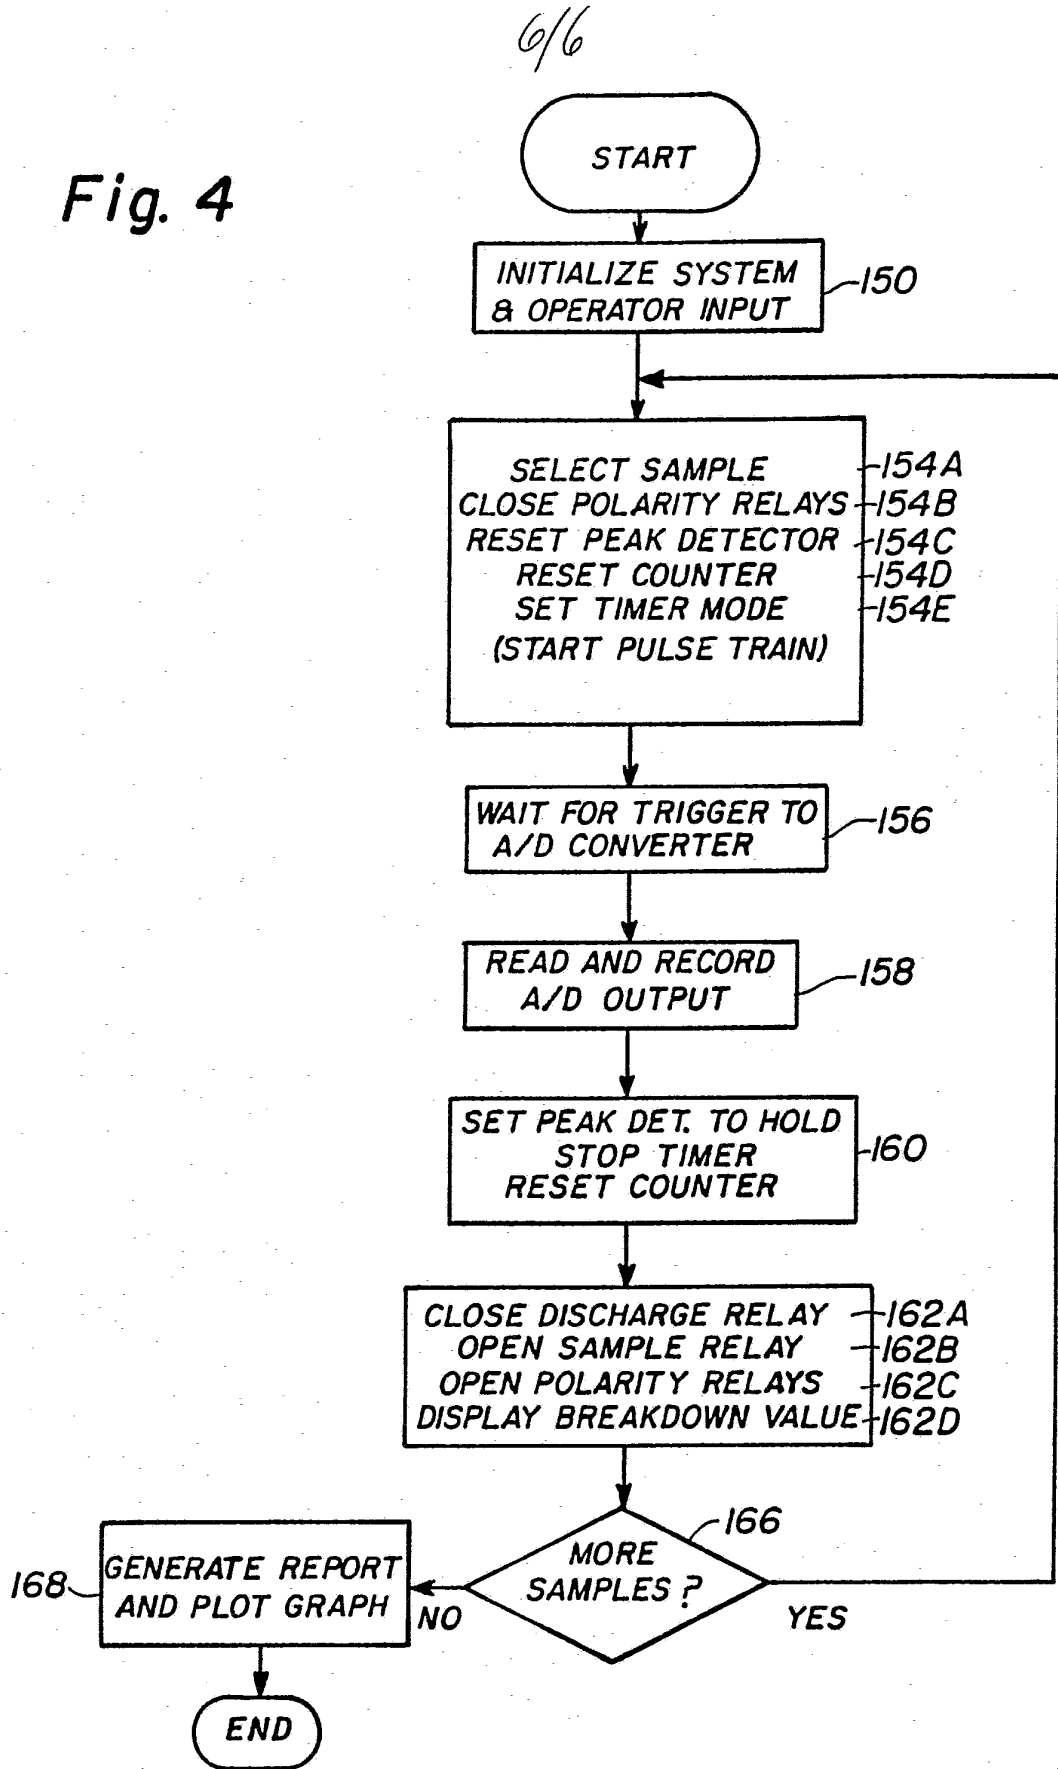 6/6
Fig. 4
START
INITIALIZE SYSTEM
& OPERATOR INPUT
150
SELECT SAMPLE 154A
CLOSE POLARITY RELAYS 154B
RESET PEAK DETECTOR 154C
RESET COUNTER 154D
SET TIMER MODE 154E
(START PULSE TRAIN)
WAIT FOR TRIGGER TO
A/D CONVERTER
156
READ AND RECORD
A/D OUTPUT
158
SET PEAK DET. TO HOLD
STOP TIMER
RESET COUNTER
160
CLOSE DISCHARGE RELAY 162A
OPEN SAMPLE RELAY 162B
OPEN POLARITY RELAYS 162C
DISPLAY BREAKDOWN VALUE 162D
166
MORE
SAMPLES?
YES
NO
GENERATE REPORT
AND PLOT GRAPH
168
END